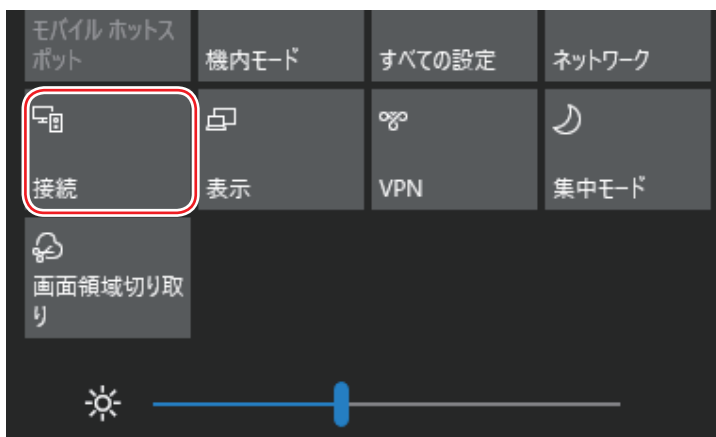 モバイル ホットス
ポット
機内モード
すべての設定
ネットワーク
接続
表示
VPN
集中モード
画面領域切り取
り